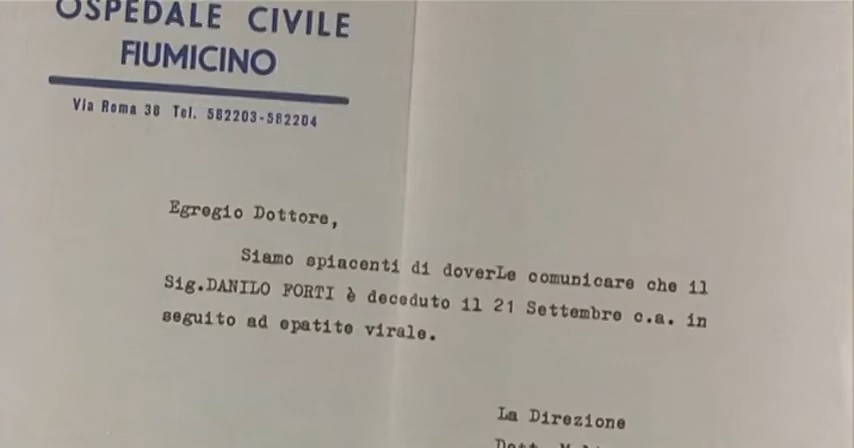 OSPEDALE CIVILE
FIUMICINO
Via Roma 38 Tel. 582203-582204
Egregio Dottore,
Siamo spiacenti di doverLe comunicare che il
Sig.DANILO FORTI è deceduto il 21 Settembre c.a. in
seguito ad epatite virale.
La Direzione
Dott.